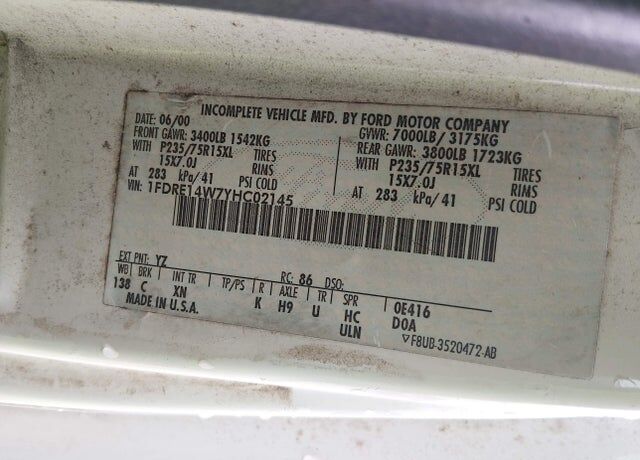 INCOMPLETE VEHICLE MFD. BY FORD MOTOR COMPANY
DATE: 06/00 GVWR: 7000LB/ 3175KG
FRONT GAWR: 3400LB 1542KG REAR GAWR: 3800LB 1723KG
WITH P235/75R15XL TIRES WITH P235/75R15XL TIRES
15X7.0J RIMS 15X7.0J RIMS
AT 283 kPa/ 41 PSI COLD AT 283 kPa/ 41 PSI COLD
VIN: 1FDRE14W7YHC02145
EXT PNT: YZ RC: 86 DSO:
WB BRK INT TR TP/PS R AXLE TR SPR 0E416
138 C XN K H9 U HC DOA
MADE IN U.S.A. ULN ▽F8UB-3520472-AB